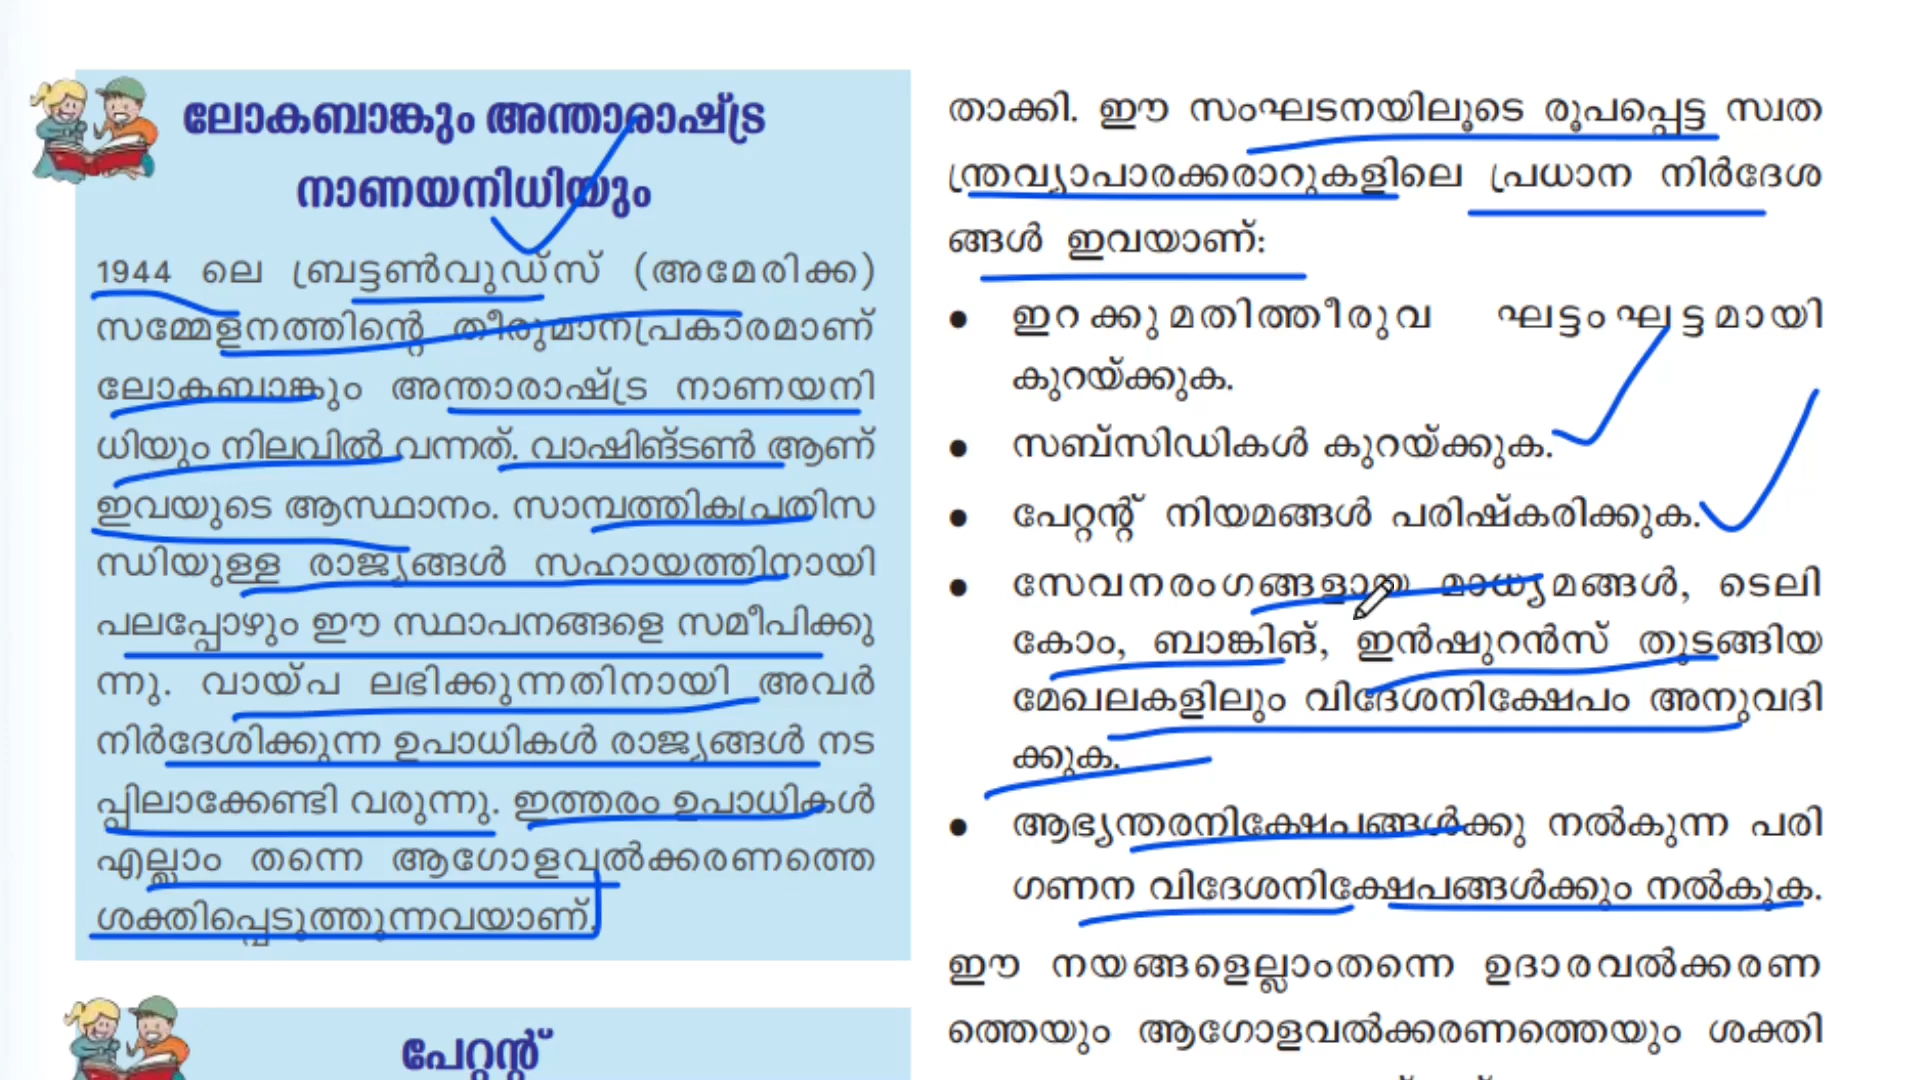 ലോകബാങ്കും അന്താരാഷ്ട്ര
നാണയനിധിയും
1944 ലെ ബ്രട്ടൺവുഡ്സ് (അമേരിക്ക)
സമ്മേളനത്തിന്റെ തീരുമാനപ്രകാരമാണ്
ലോകബാങ്കും അന്താരാഷ്ട്ര നാണയനി
ധിയും നിലവിൽ വന്നത്. വാഷിങ്ടൺ ആണ്
ഇവയുടെ ആസ്ഥാനം. സാമ്പത്തികപ്രതിസ
ന്ധിയുള്ള രാജ്യങ്ങൾ സഹായത്തിനായി
പലപ്പോഴും ഈ സ്ഥാപനങ്ങളെ സമീപിക്കു
ന്നു. വായ്പ ലഭിക്കുന്നതിനായി അവർ
നിർദേശിക്കുന്ന ഉപാധികൾ രാജ്യങ്ങൾ നട
പ്പിലാക്കേണ്ടി വരുന്നു. ഇത്തരം ഉപാധികൾ
എല്ലാം തന്നെ ആഗോളവൽക്കരണത്തെ
ശക്തിപ്പെടുത്തുന്നവയാണ്.
പേറ്റന്റ്
താക്കി. ഈ സംഘടനയിലൂടെ രൂപപ്പെട്ട സ്വത
ന്ത്രവ്യാപാരക്കരാറുകളിലെ പ്രധാന നിർദേശ
ങ്ങൾ ഇവയാണ്:
• ഇറക്കുമതിത്തീരുവ ഘട്ടംഘട്ടമായി
കുറയ്ക്കുക.
• സബ്സിഡികൾ കുറയ്ക്കുക.
• പേറ്റന്റ് നിയമങ്ങൾ പരിഷ്കരിക്കുക.
• സേവനരംഗങ്ങളായ മാധ്യമങ്ങൾ, ടെലി
കോം, ബാങ്കിങ്, ഇൻഷുറൻസ് തുടങ്ങിയ
മേഖലകളിലും വിദേശനിക്ഷേപം അനുവദി
ക്കുക.
• ആഭ്യന്തരനിക്ഷേപങ്ങൾക്കു നൽകുന്ന പരി
ഗണന വിദേശനിക്ഷേപങ്ങൾക്കും നൽകുക.
ഈ നയങ്ങളെല്ലാംതന്നെ ഉദാരവൽക്കരണ
ത്തെയും ആഗോളവൽക്കരണത്തെയും ശക്തി